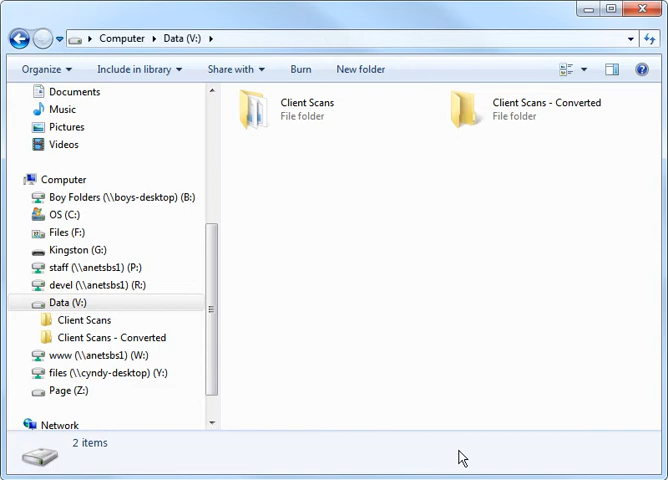 Computer ▸ Data (V:) ▸
Organize Include in library Share with Burn New folder
Documents
Music
Pictures
Videos
Computer
Boy Folders (\\boys-desktop) (B:)
OS (C:)
Files (F:)
Kingston (G:)
staff (\\anetsbs1) (P:)
devel (\\anetsbs1) (R:)
Data (V:)
Client Scans
Client Scans - Converted
www (\\anetsbs1) (W:)
files (\\cyndy-desktop) (Y:)
Page (Z:)
Network
Client Scans
File folder
Client Scans - Converted
File folder
2 items